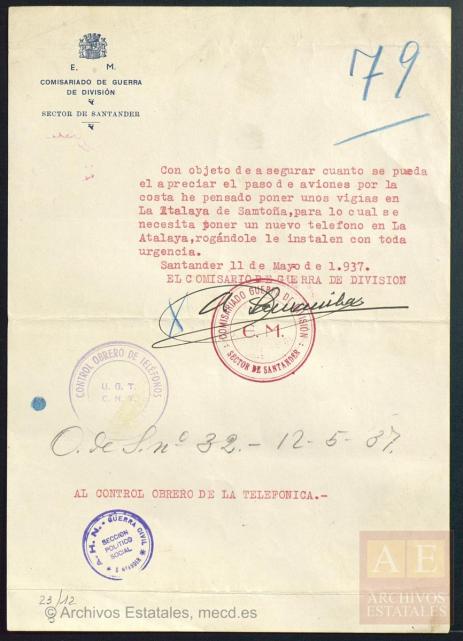 79
E. M.
COMISARIADO DE GUERRA
DE DIVISIÓN
SECTOR DE SANTANDER
Con objeto de asegurar cuanto se pueda
el apreciar el paso de aviones por la
costa he pensado poner unos vigias en
La Atalaya de Samtoña, para lo cual se
necesita poner un nuevo telefono en La
Atalaya, rogándole le instalen con toda
urgencia.
Santander 11 de Mayo de 1.937.
EL COMISARIO DE GUERRA DE DIVISION
COMISARIADO GUERRA DE DIVISION
E. M.
SECTOR DE SANTANDER
CONTROL OBRERO DE TELÉFONOS
U. G. T.
C. N. T.
O. de S. nº 32.- 12-5-37.
AL CONTROL OBRERO DE LA TELEFONICA.-
A. H. N. - GUERRA CIVIL
SECCION
POLITICO
SOCIAL
AE
ARCHIVOS
ESTATALES
23/12
© Archivos Estatales, mecd.es